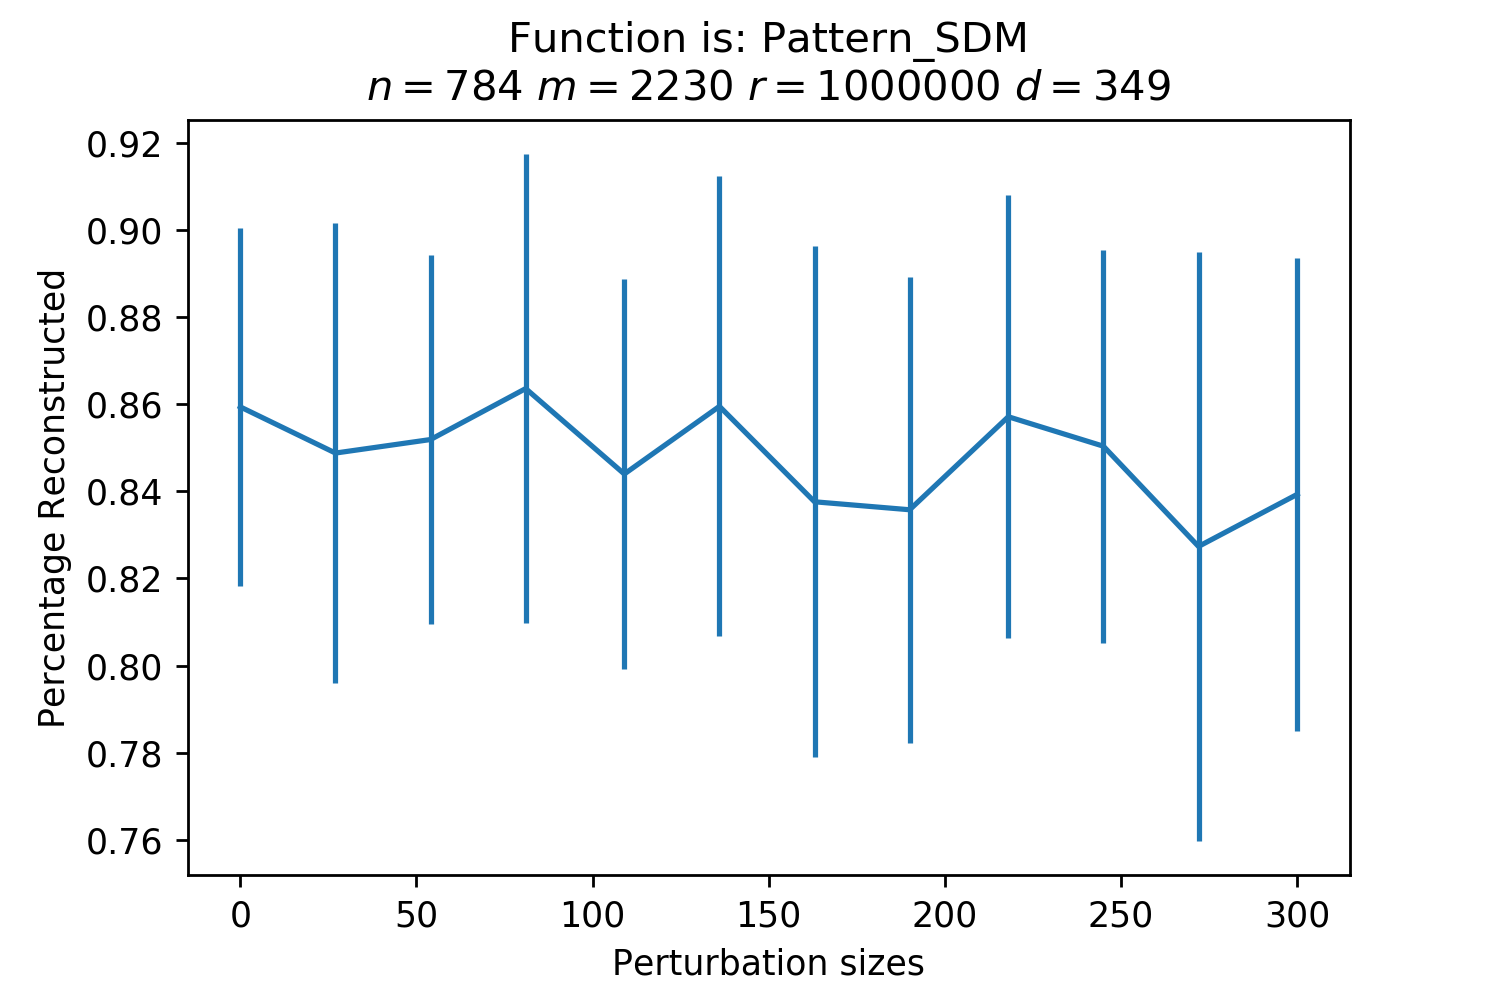 Function is: Pattern_SDM
n = 784 m = 2230 r = 1000000 d = 349
0.92
0.90
0.88
0.86
0.84
0.82
0.80
0.78
0.76
Percentage Reconstructed
0 50 100 150 200 250 300
Perturbation sizes